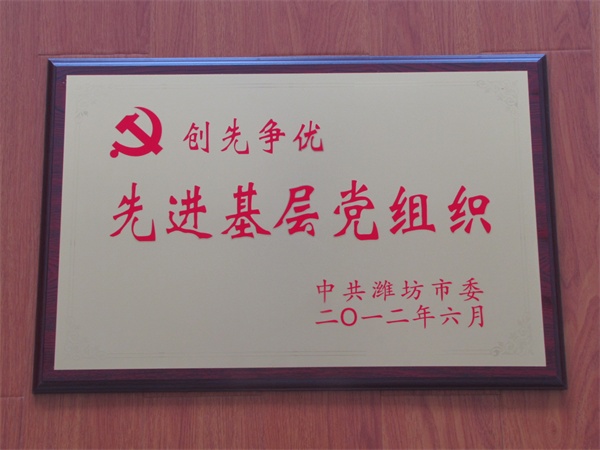 创先争优
先进基层党组织
中共潍坊市委
二〇一二年六月